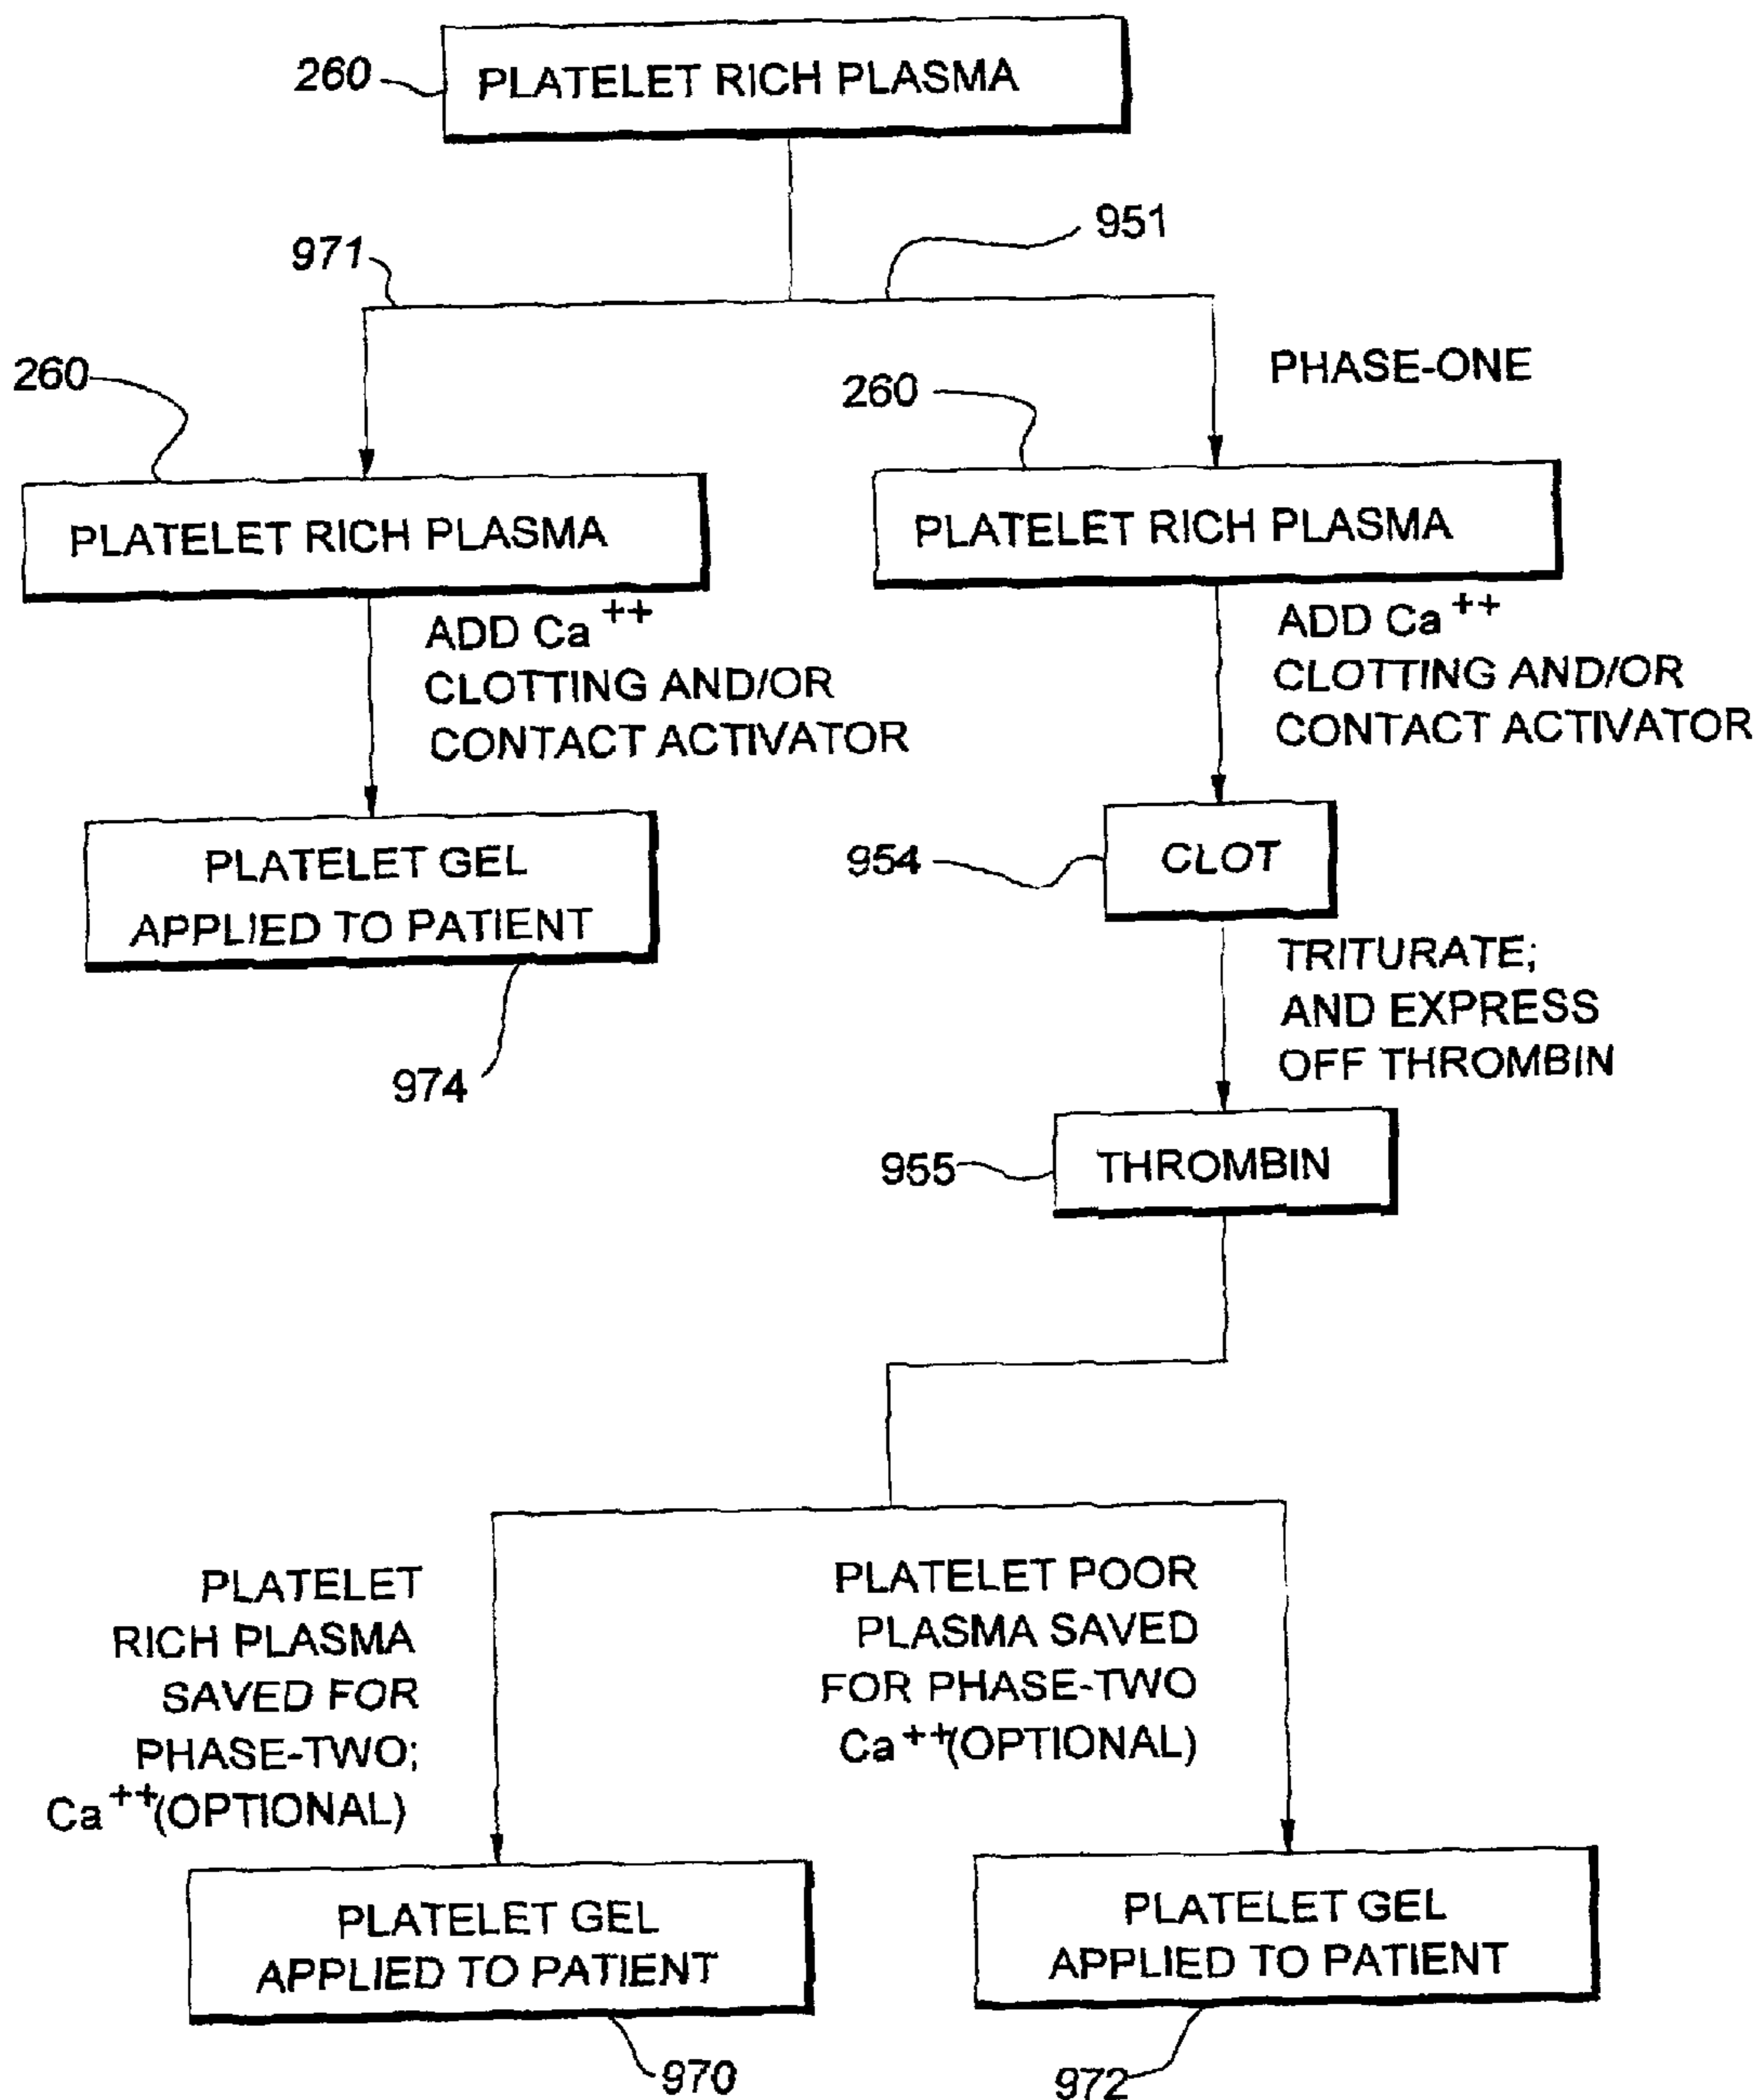 260
PLATELET RICH PLASMA
951
971
PHASE-ONE
260
260
PLATELET RICH PLASMA
PLATELET RICH PLASMA
ADD Ca++
CLOTTING AND/OR
CONTACT ACTIVATOR
ADD Ca++
CLOTTING AND/OR
CONTACT ACTIVATOR
PLATELET GEL
APPLIED TO PATIENT
974
954
CLOT
TRITURATE;
AND EXPRESS
OFF THROMBIN
955
THROMBIN
PLATELET
RICH PLASMA
SAVED FOR
PHASE-TWO;
Ca++(OPTIONAL)
PLATELET POOR
PLASMA SAVED
FOR PHASE-TWO
Ca++(OPTIONAL)
PLATELET GEL
APPLIED TO PATIENT
970
PLATELET GEL
APPLIED TO PATIENT
972